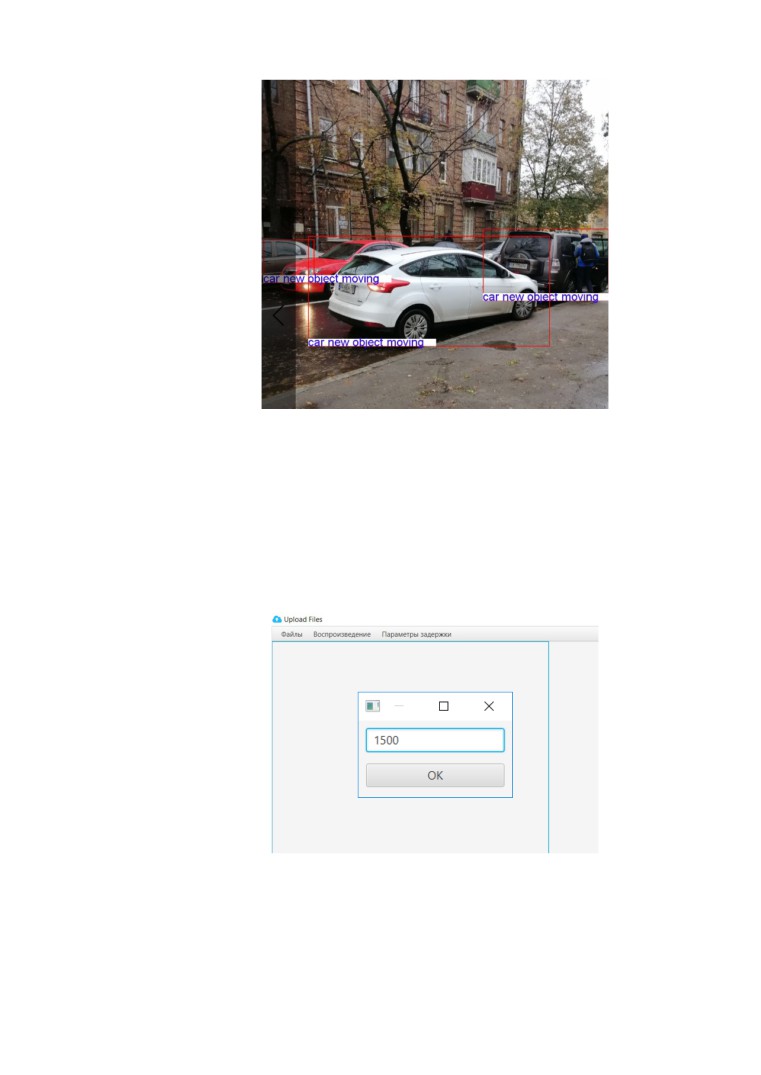 car new object moving
car new object moving
car new object moving
Upload Files
Файлы Воспроизведение Параметры задержки
1500
OK